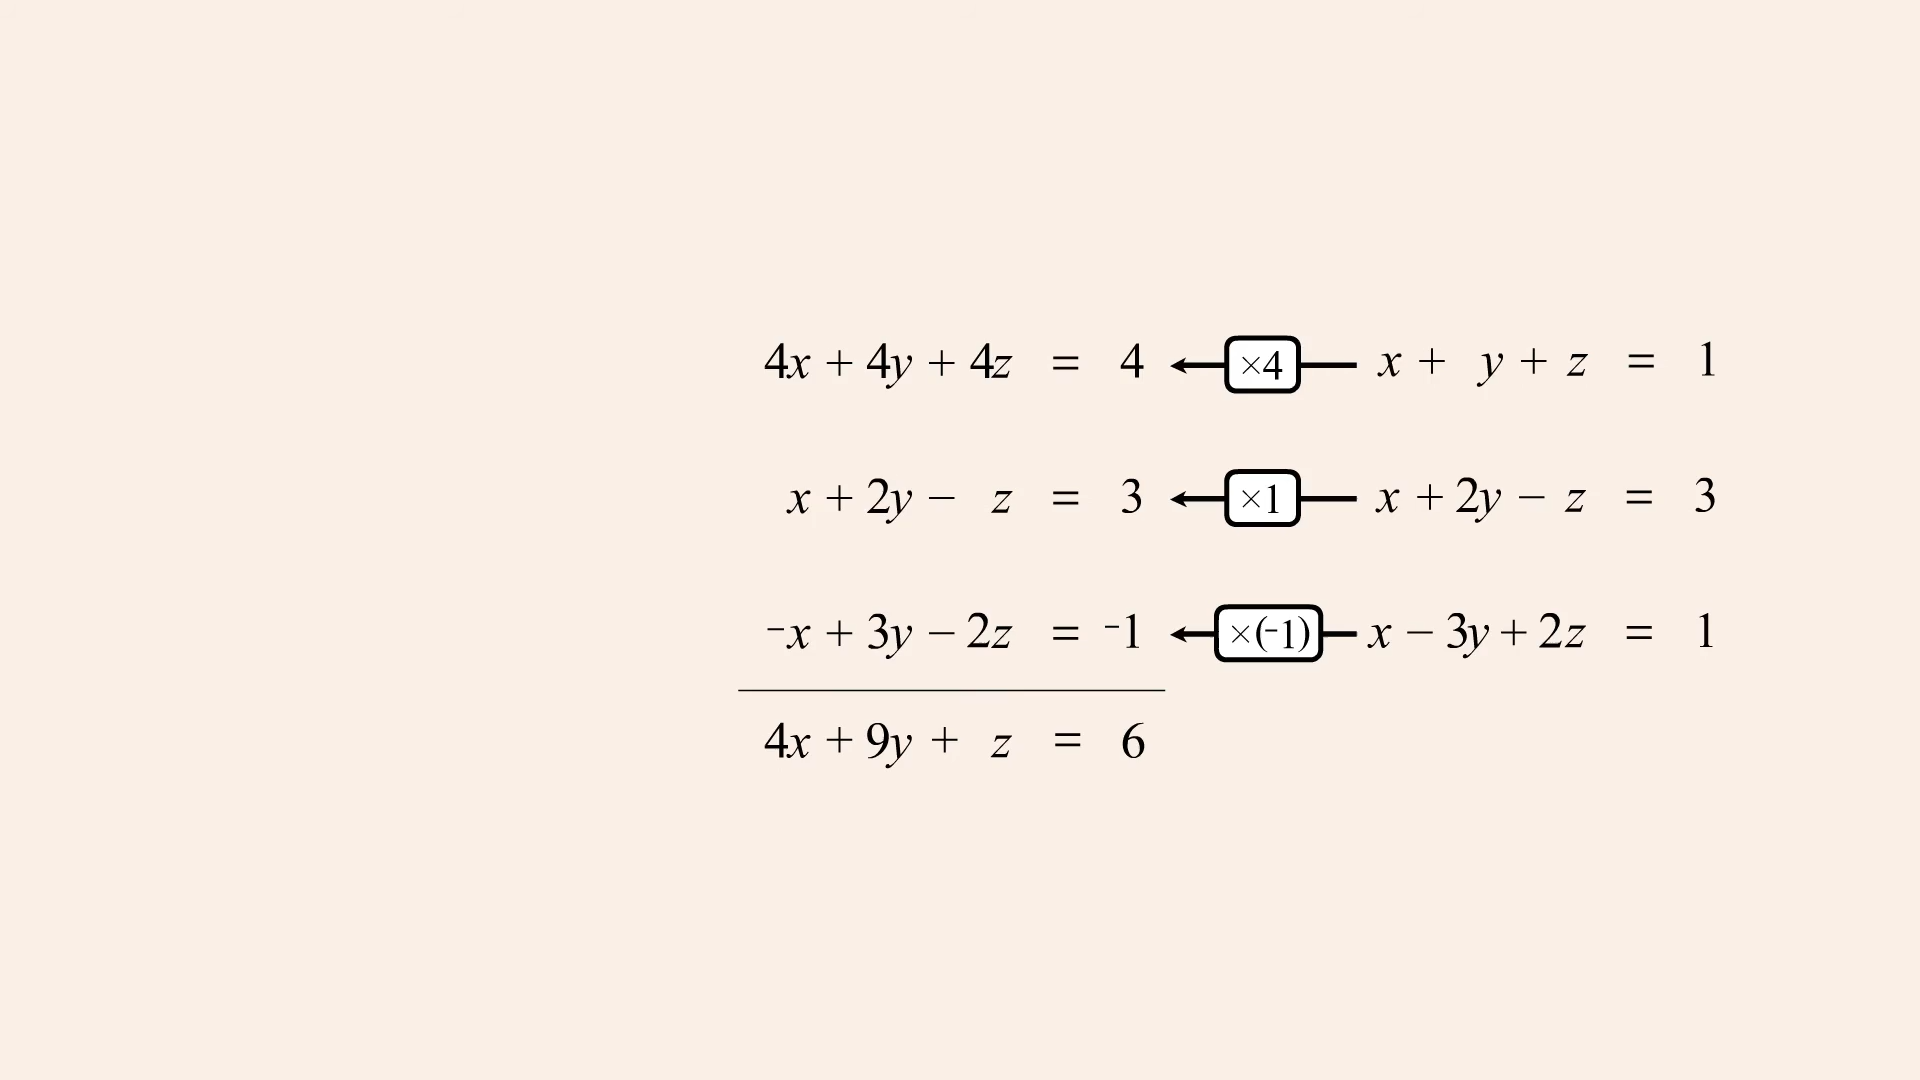 4x + 4y + 4z = 4 ×4 x + y + z = 1
x + 2y − z = 3 ×1 x + 2y − z = 3
⁻x + 3y − 2z = ⁻1 ×(⁻1) x − 3y + 2z = 1
4x + 9y + z = 6